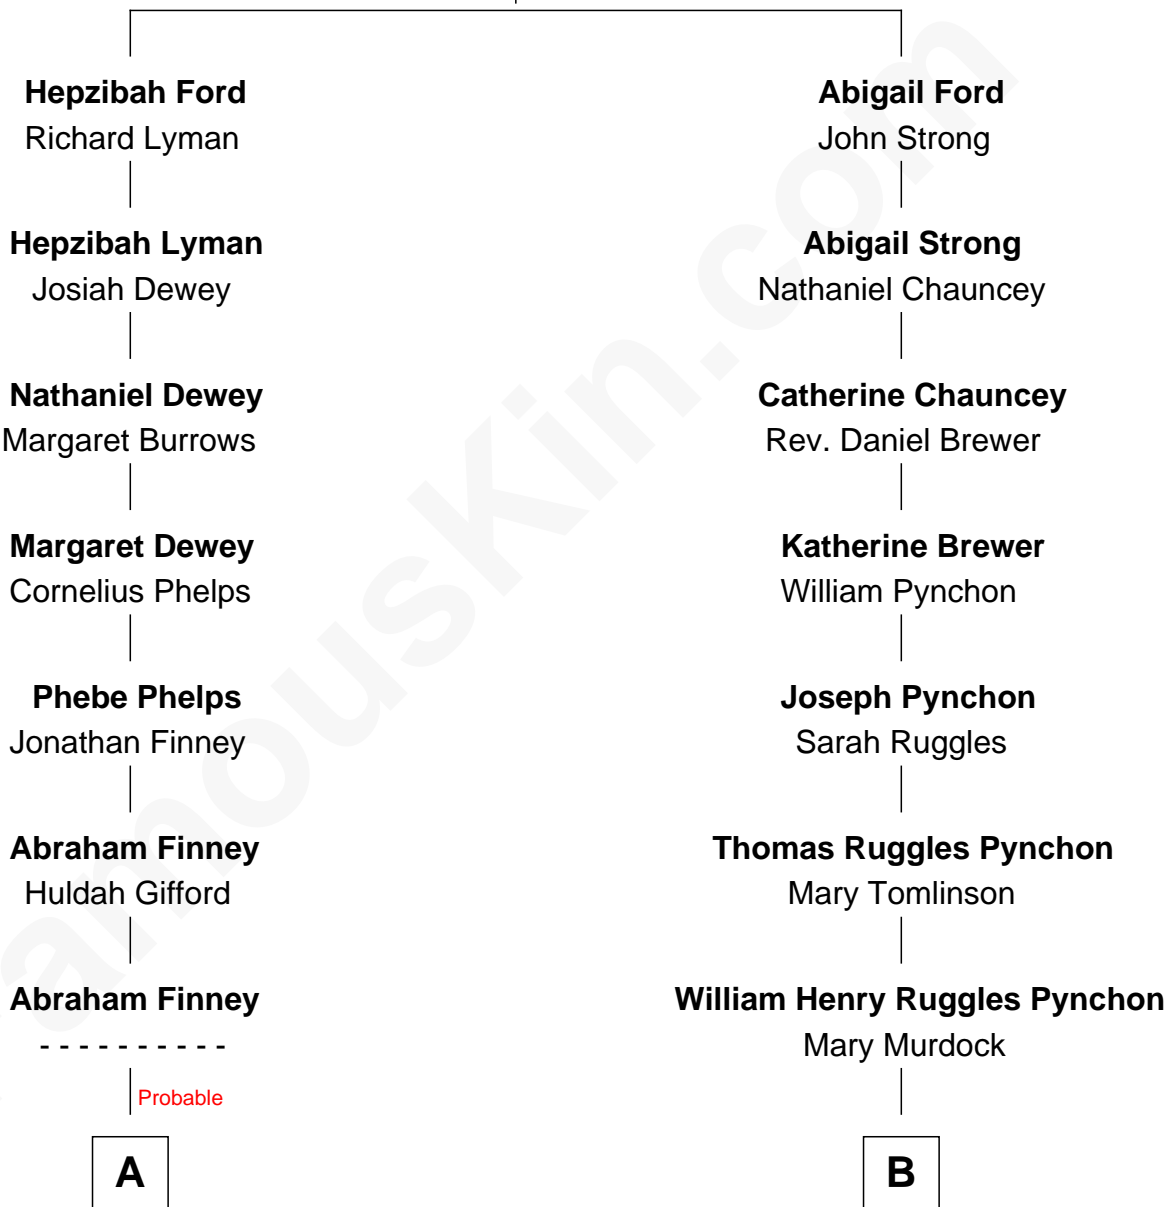 Hepzibah Ford
Richard Lyman
Abigail Ford
John Strong
Hepzibah Lyman
Josiah Dewey
Abigail Strong
Nathaniel Chauncey
Nathaniel Dewey
Margaret Burrows
Catherine Chauncey
Rev. Daniel Brewer
Margaret Dewey
Cornelius Phelps
Katherine Brewer
William Pynchon
Phebe Phelps
Jonathan Finney
Joseph Pynchon
Sarah Ruggles
Abraham Finney
Huldah Gifford
Thomas Ruggles Pynchon
Mary Tomlinson
Abraham Finney
- - - - - - - - - -
William Henry Ruggles Pynchon
Mary Murdock
Probable
A
B
amousKin.com